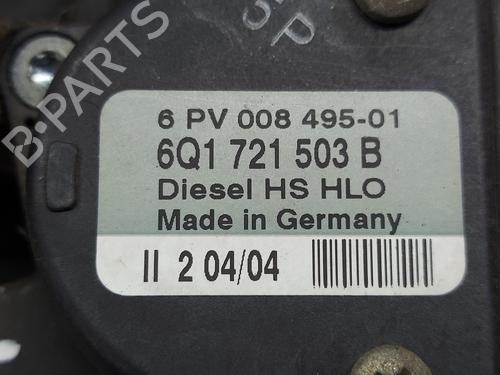 B-PARTS
6 PV 008 495-01
6Q1 721 503 B
Diesel HS HLO
Made in Germany
II 2 04/04